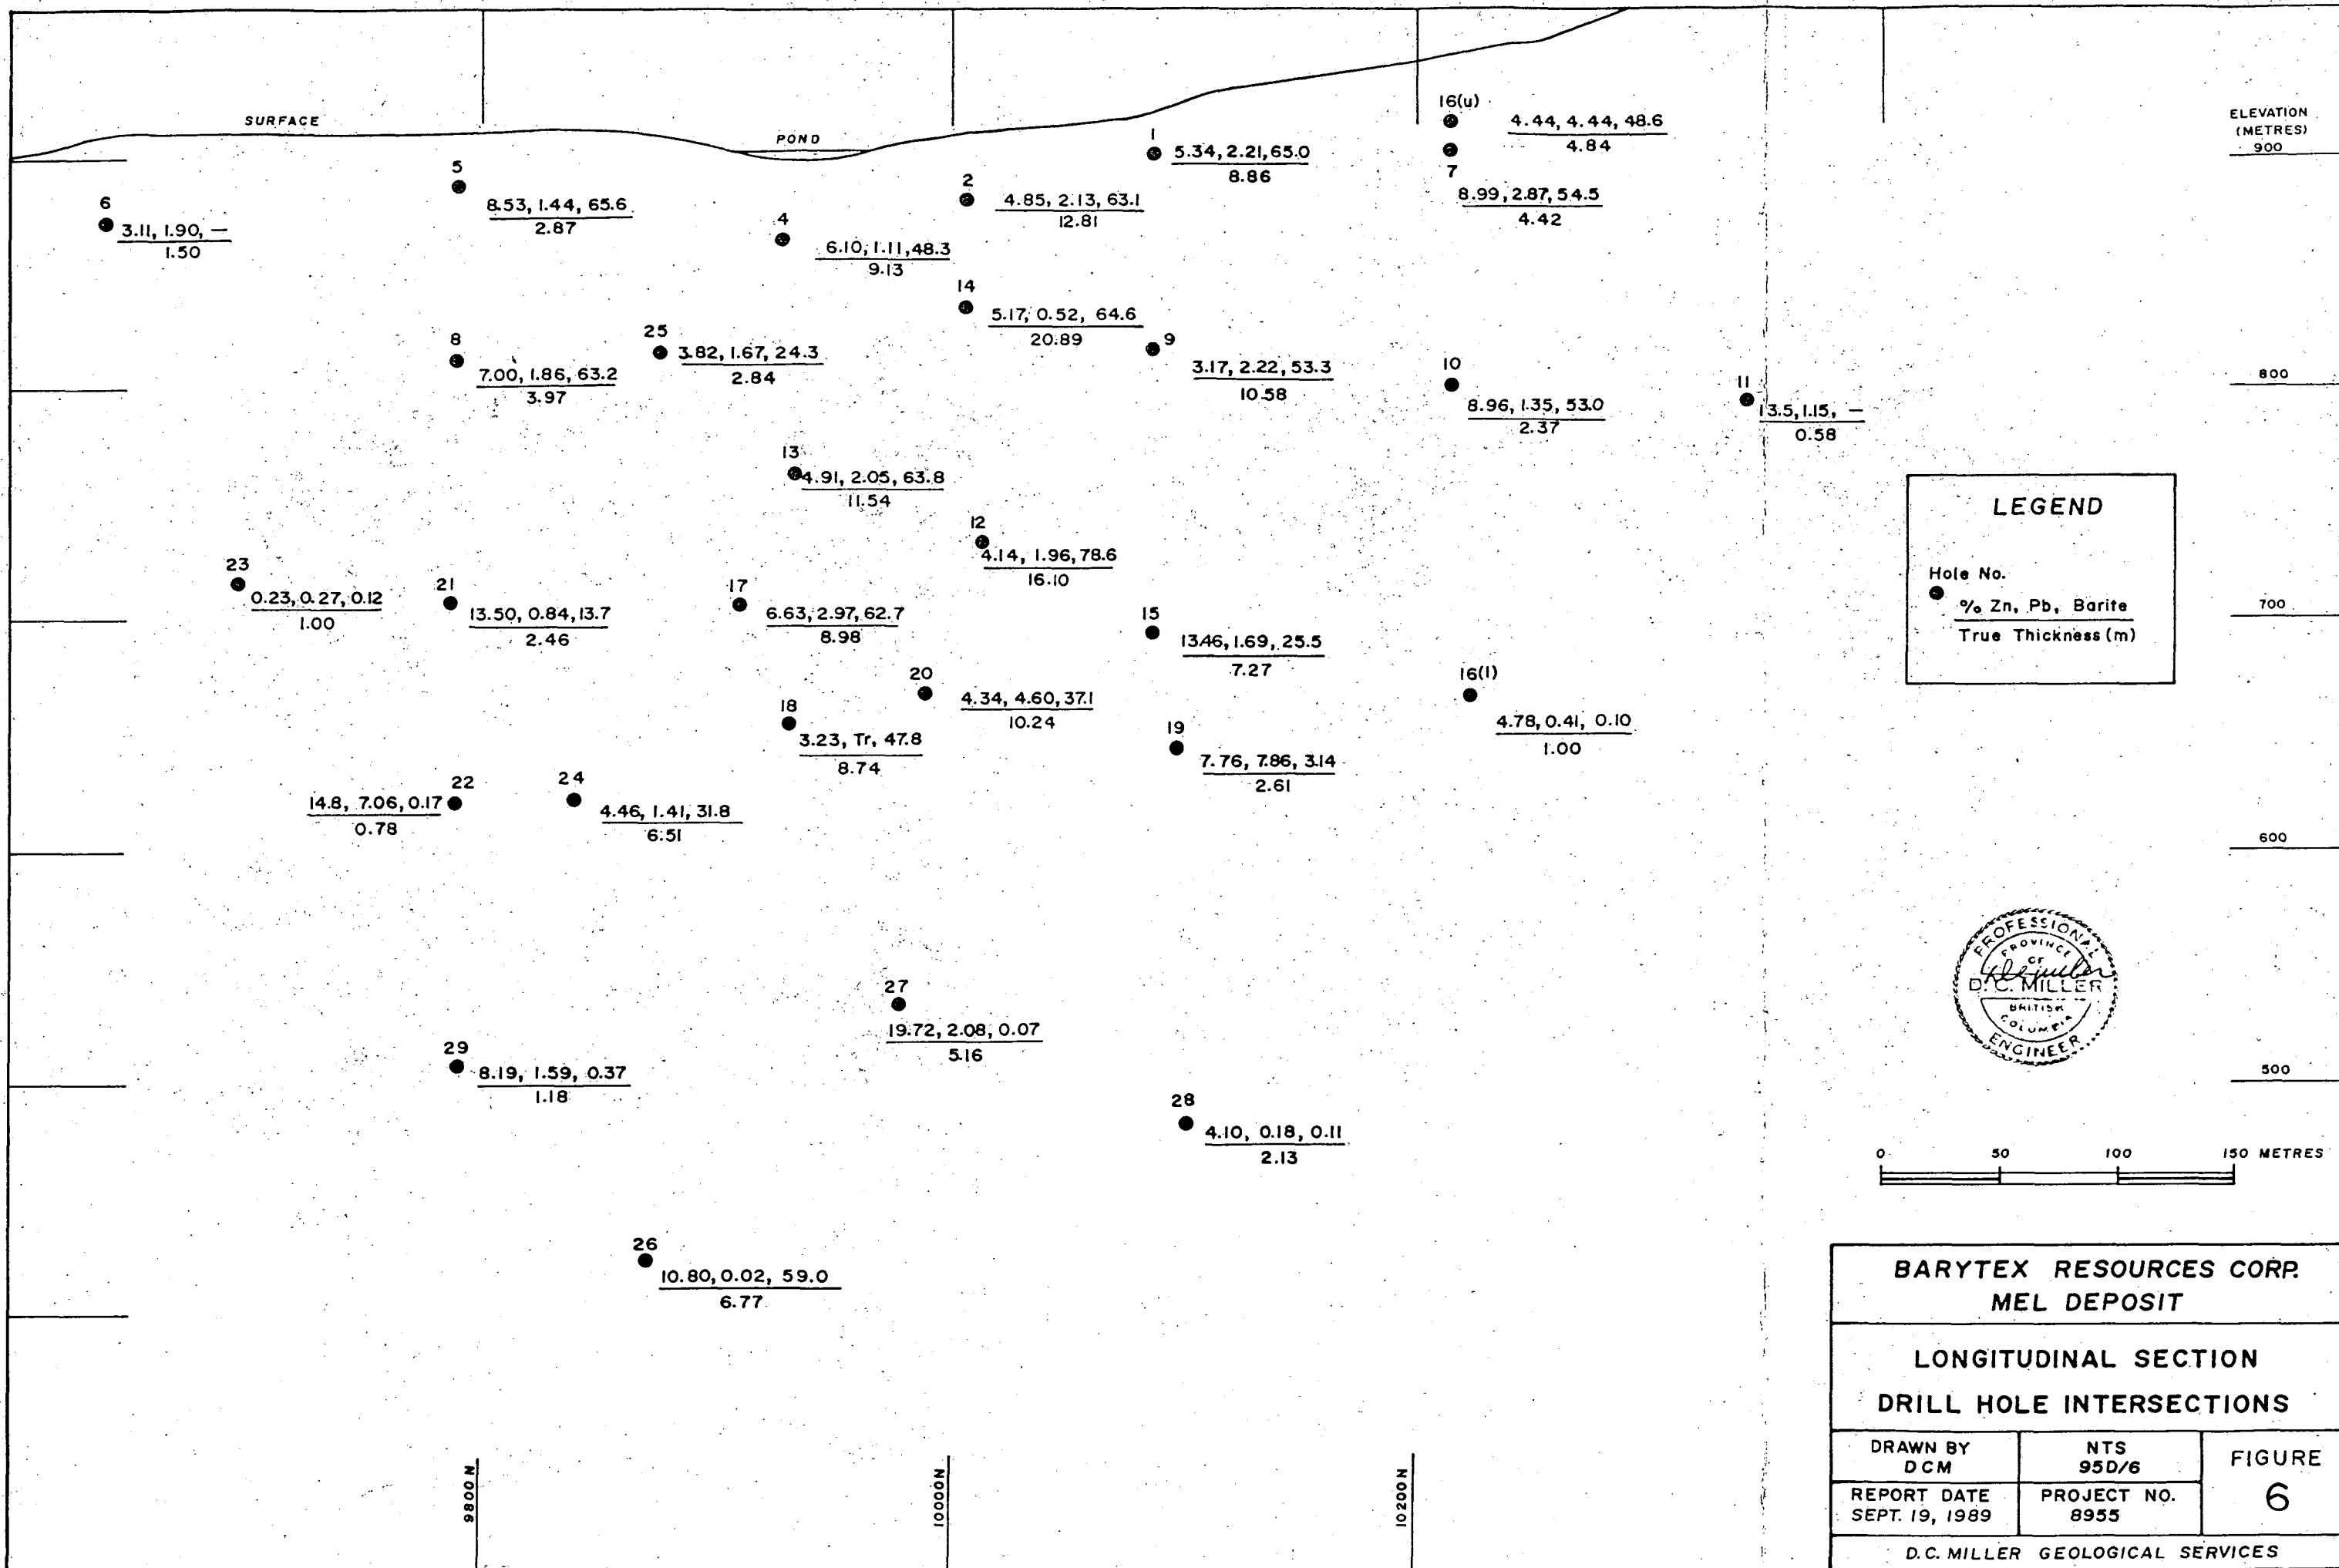 SURFACE
POND
ELEVATION
(METRES)
900
16(u)
4.44, 4.44, 48.6
4.84
7
8.99, 2.87, 54.5
4.42
1
5.34, 2.21, 65.0
8.86
5
8.53, 1.44, 65.6
2.87
2
4.85, 2.13, 63.1
12.81
6
3.11, 1.90, —
1.50
4
6.10, 1.11, 48.3
9.13
14
5.17, 0.52, 64.6
20.89
8
7.00, 1.86, 63.2
3.97
25
3.82, 1.67, 24.3
2.84
9
3.17, 2.22, 53.3
10.58
10
8.96, 1.35, 53.0
2.37
11
13.5, 1.15, —
0.58
800
13
4.91, 2.05, 63.8
11.54
12
4.14, 1.96, 78.6
16.10
LEGEND
Hole No.
% Zn, Pb, Barite
True Thickness (m)
700
23
0.23, 0.27, 0.12
1.00
21
13.50, 0.84, 13.7
2.46
17
6.63, 2.97, 62.7
8.98
15
13.46, 1.69, 25.5
7.27
20
4.34, 4.60, 37.1
10.24
16(l)
4.78, 0.41, 0.10
1.00
18
3.23, Tr, 47.8
8.74
19
7.76, 7.86, 3.14
2.61
22
14.8, 7.06, 0.17
0.78
24
4.46, 1.41, 31.8
6.51
600
PROFESSIONAL
PROVINCE
OF
D. C. MILLER
BRITISH
COLUMBIA
ENGINEER
27
19.72, 2.08, 0.07
5.16
29
8.19, 1.59, 0.37
1.18
500
28
4.10, 0.18, 0.11
2.13
0 50 100 150 METRES
26
10.80, 0.02, 59.0
6.77
9800N
10000N
10200N
BARYTEX RESOURCES CORP.
MEL DEPOSIT
LONGITUDINAL SECTION
DRILL HOLE INTERSECTIONS
DRAWN BY
DCM
NTS
95D/6
FIGURE
6
REPORT DATE
SEPT. 19, 1989
PROJECT NO.
8955
D.C. MILLER GEOLOGICAL SERVICES